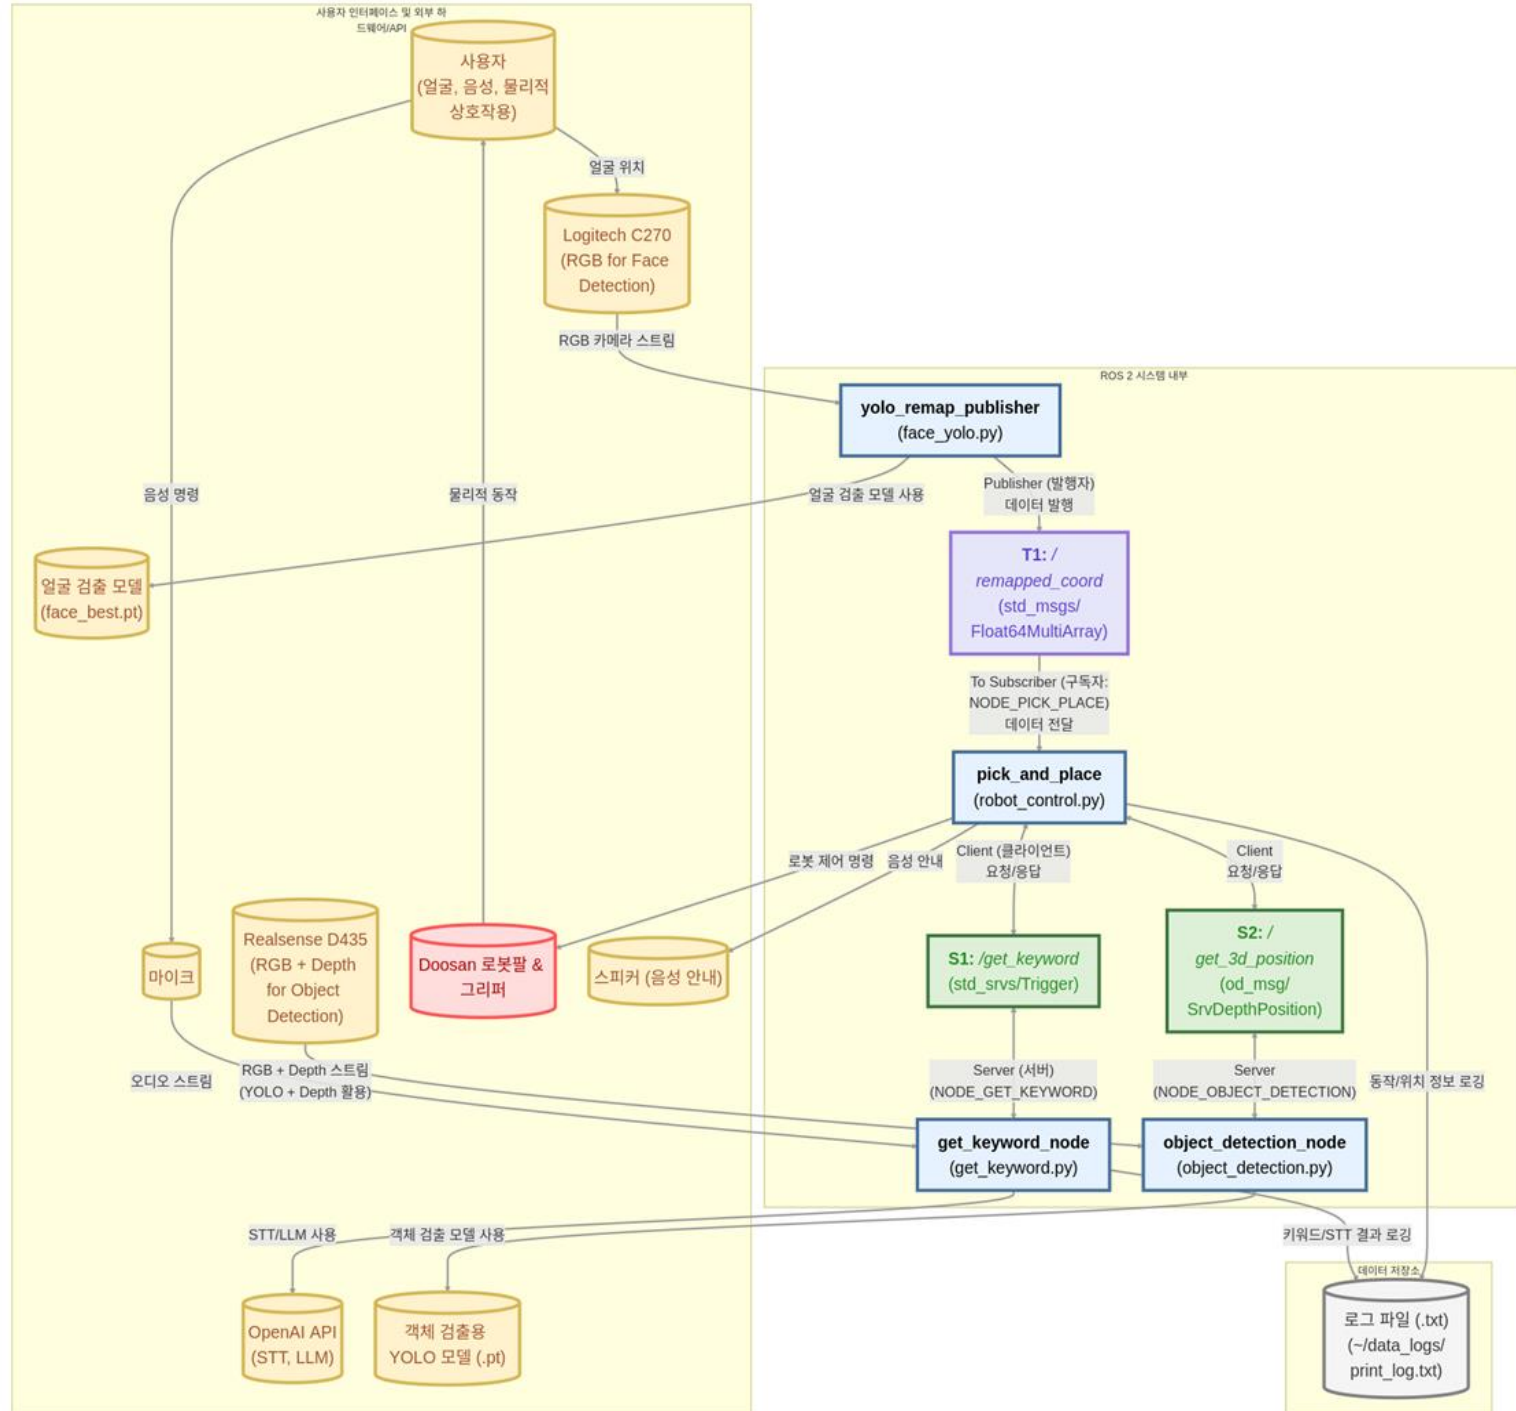 사용자 인터페이스 및 외부 하
드웨어/API
사용자
(얼굴, 음성, 물리적
상호작용)
얼굴 위치
Logitech C270
(RGB for Face
Detection)
RGB 카메라 스트림
ROS 2 시스템 내부
yolo_remap_publisher
(face_yolo.py)
음성 명령
물리적 동작
얼굴 검출 모델 사용
Publisher (발행자)
데이터 발행
얼굴 검출 모델
(face_best.pt)
T1: /
remapped_coord
(std_msgs/
Float64MultiArray)
To Subscriber (구독자:
NODE_PICK_PLACE)
데이터 전달
pick_and_place
(robot_control.py)
로봇 제어 명령
음성 안내
Client (클라이언트)
요청/응답
Client
요청/응답
마이크
Realsense D435
(RGB + Depth
for Object
Detection)
Doosan 로봇팔 &
그리퍼
스피커 (음성 안내)
S1: /get_keyword
(std_srvs/Trigger)
S2: /
get_3d_position
(od_msg/
SrvDepthPosition)
오디오 스트림
RGB + Depth 스트림
(YOLO + Depth 활용)
Server (서버)
(NODE_GET_KEYWORD)
Server
(NODE_OBJECT_DETECTION)
동작/위치 정보 로깅
get_keyword_node
(get_keyword.py)
object_detection_node
(object_detection.py)
STT/LLM 사용
객체 검출 모델 사용
키워드/STT 결과 로깅
데이터 저장소
OpenAI API
(STT, LLM)
객체 검출용
YOLO 모델 (.pt)
로그 파일 (.txt)
(~/data_logs/
print_log.txt)